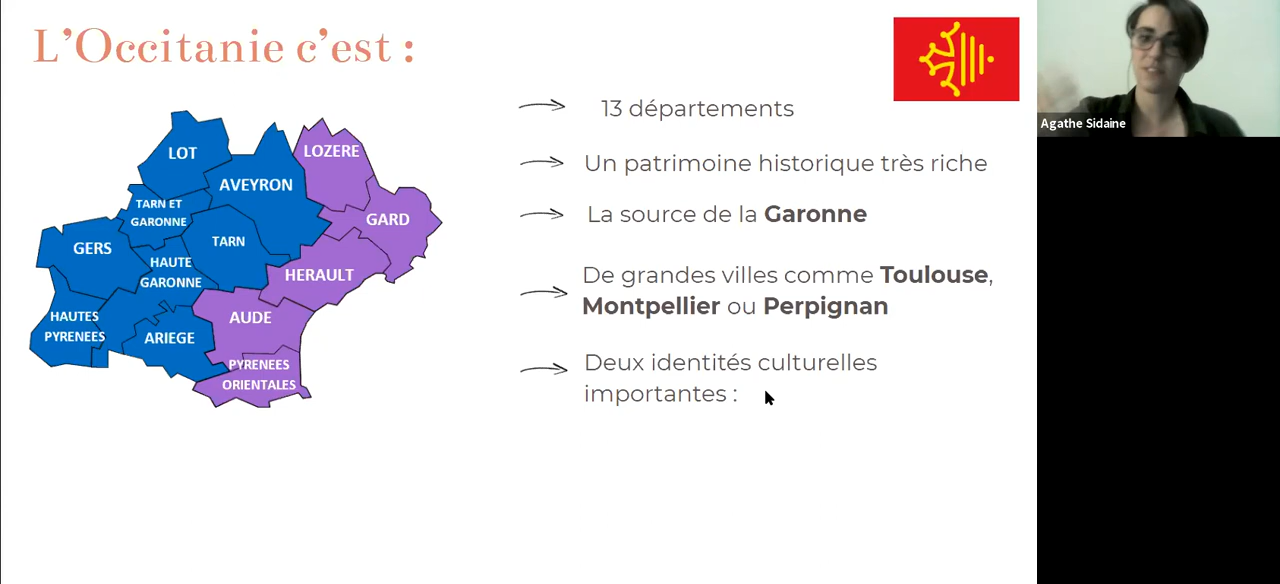 L'Occitanie c'est :
LOT
LOZERE
AVEYRON
TARN ET
GARONNE
GARD
GERS
TARN
HAUTE
GARONNE
HERAULT
HAUTES
PYRENEES
ARIEGE
AUDE
PYRENEES
ORIENTALES
13 départements
Un patrimoine historique très riche
La source de la Garonne
De grandes villes comme Toulouse,
Montpellier ou Perpignan
Deux identités culturelles
importantes :
Agathe Sidaine